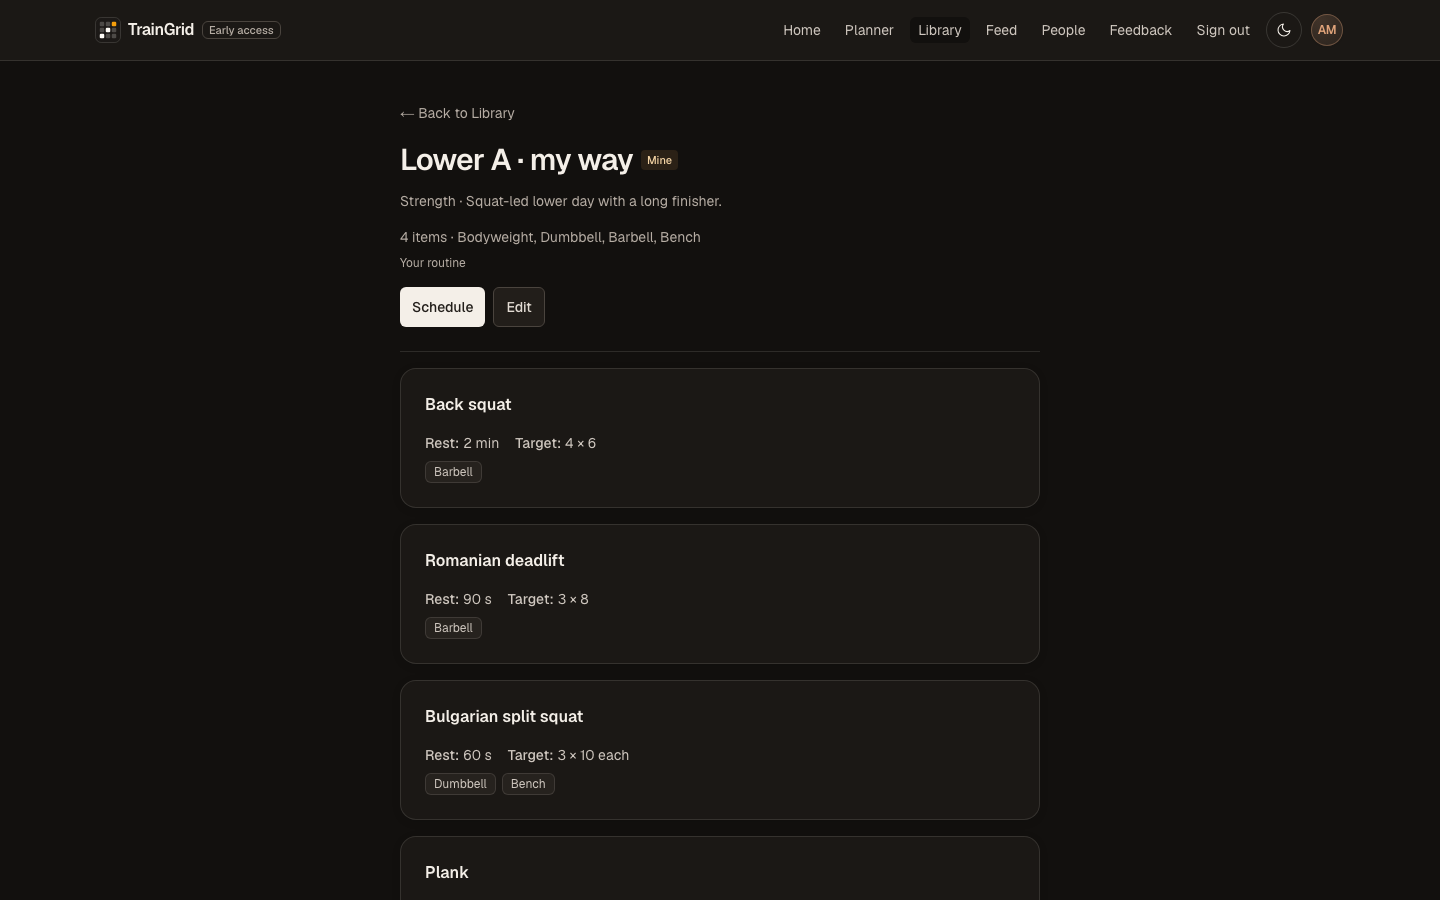 TrainGrid Early access Home Planner Library Feed People Feedback Sign out AM
← Back to Library
Lower A · my way Mine
Strength · Squat-led lower day with a long finisher.
4 items · Bodyweight, Dumbbell, Barbell, Bench
Your routine
Schedule Edit
Back squat
Rest: 2 min Target: 4 × 6
Barbell
Romanian deadlift
Rest: 90 s Target: 3 × 8
Barbell
Bulgarian split squat
Rest: 60 s Target: 3 × 10 each
Dumbbell Bench
Plank